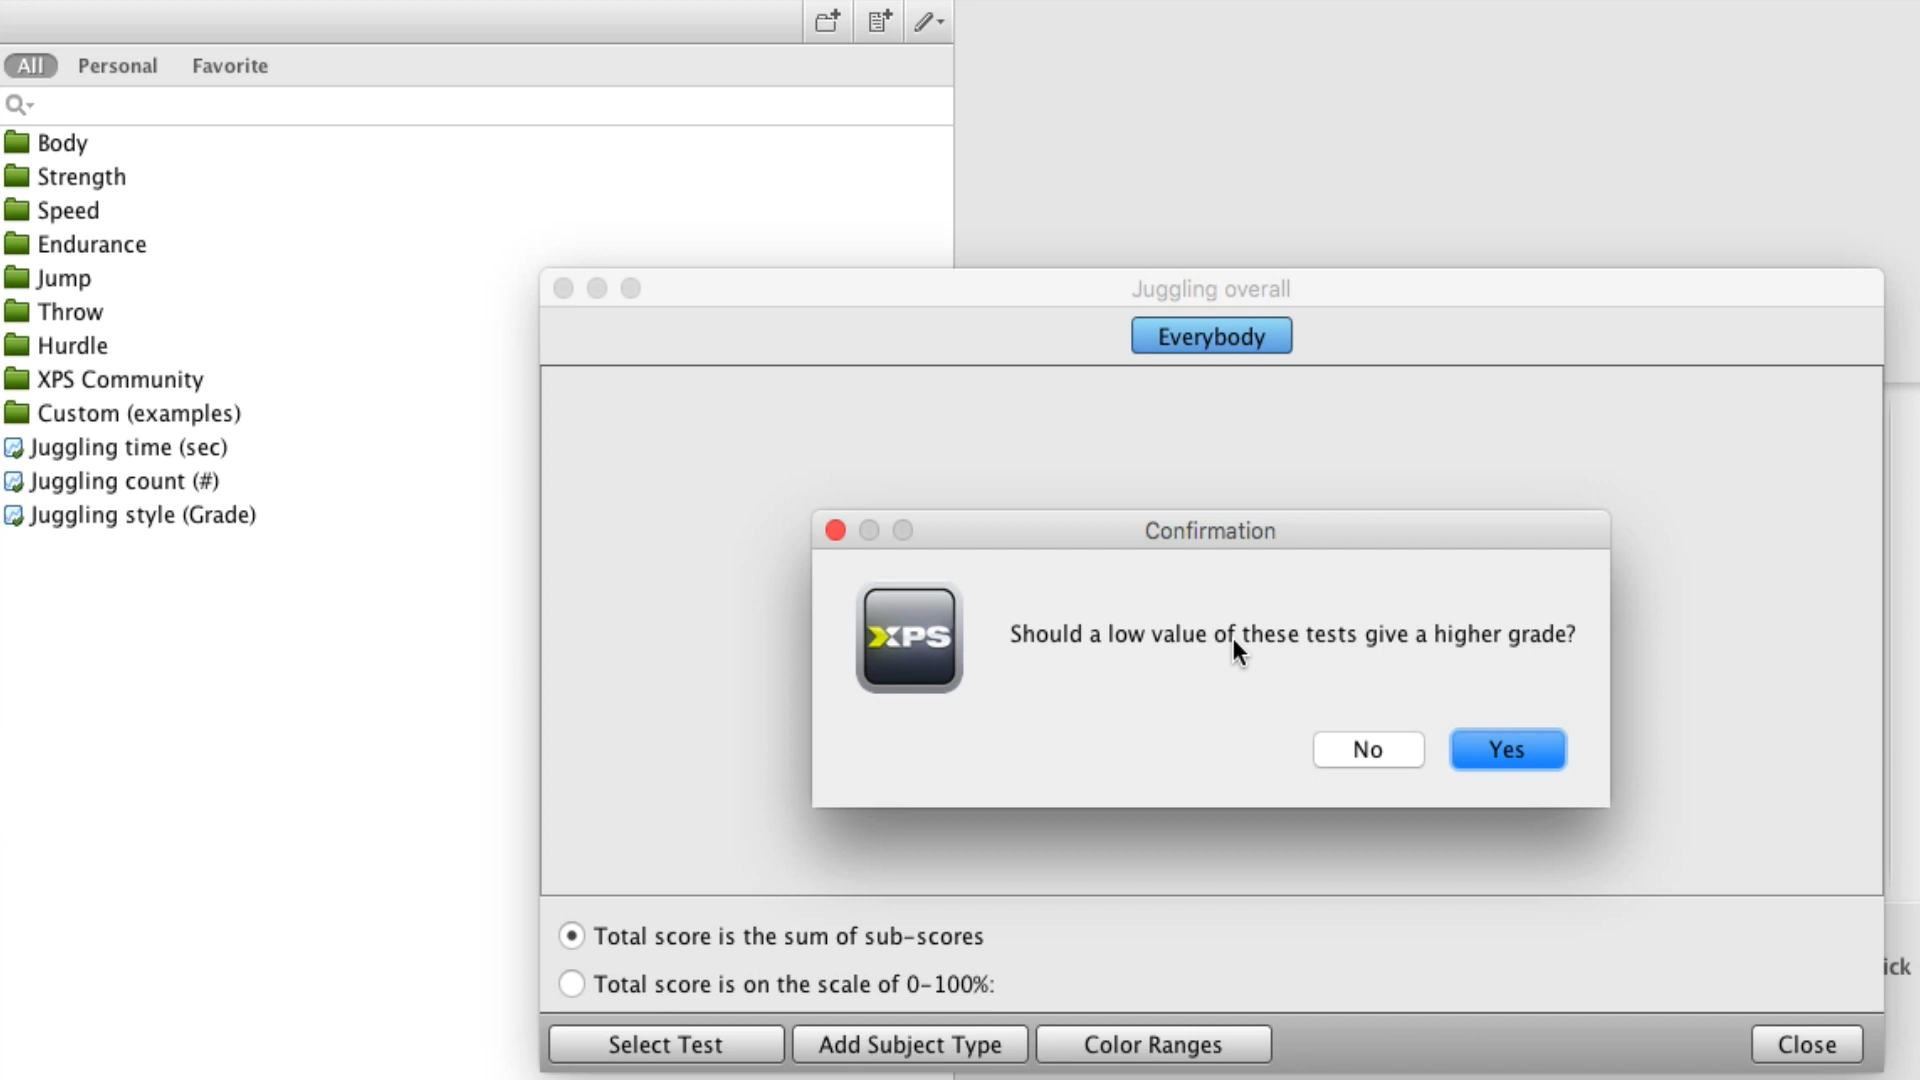 All Personal Favorite
Body
Strength
Speed
Endurance
Jump
Throw
Hurdle
XPS Community
Custom (examples)
Juggling time (sec)
Juggling count (#)
Juggling style (Grade)
Juggling overall
Everybody
Confirmation
XPS
Should a low value of these tests give a higher grade?
No Yes
Total score is the sum of sub-scores
ick
Total score is on the scale of 0-100%:
Select Test Add Subject Type Color Ranges Close